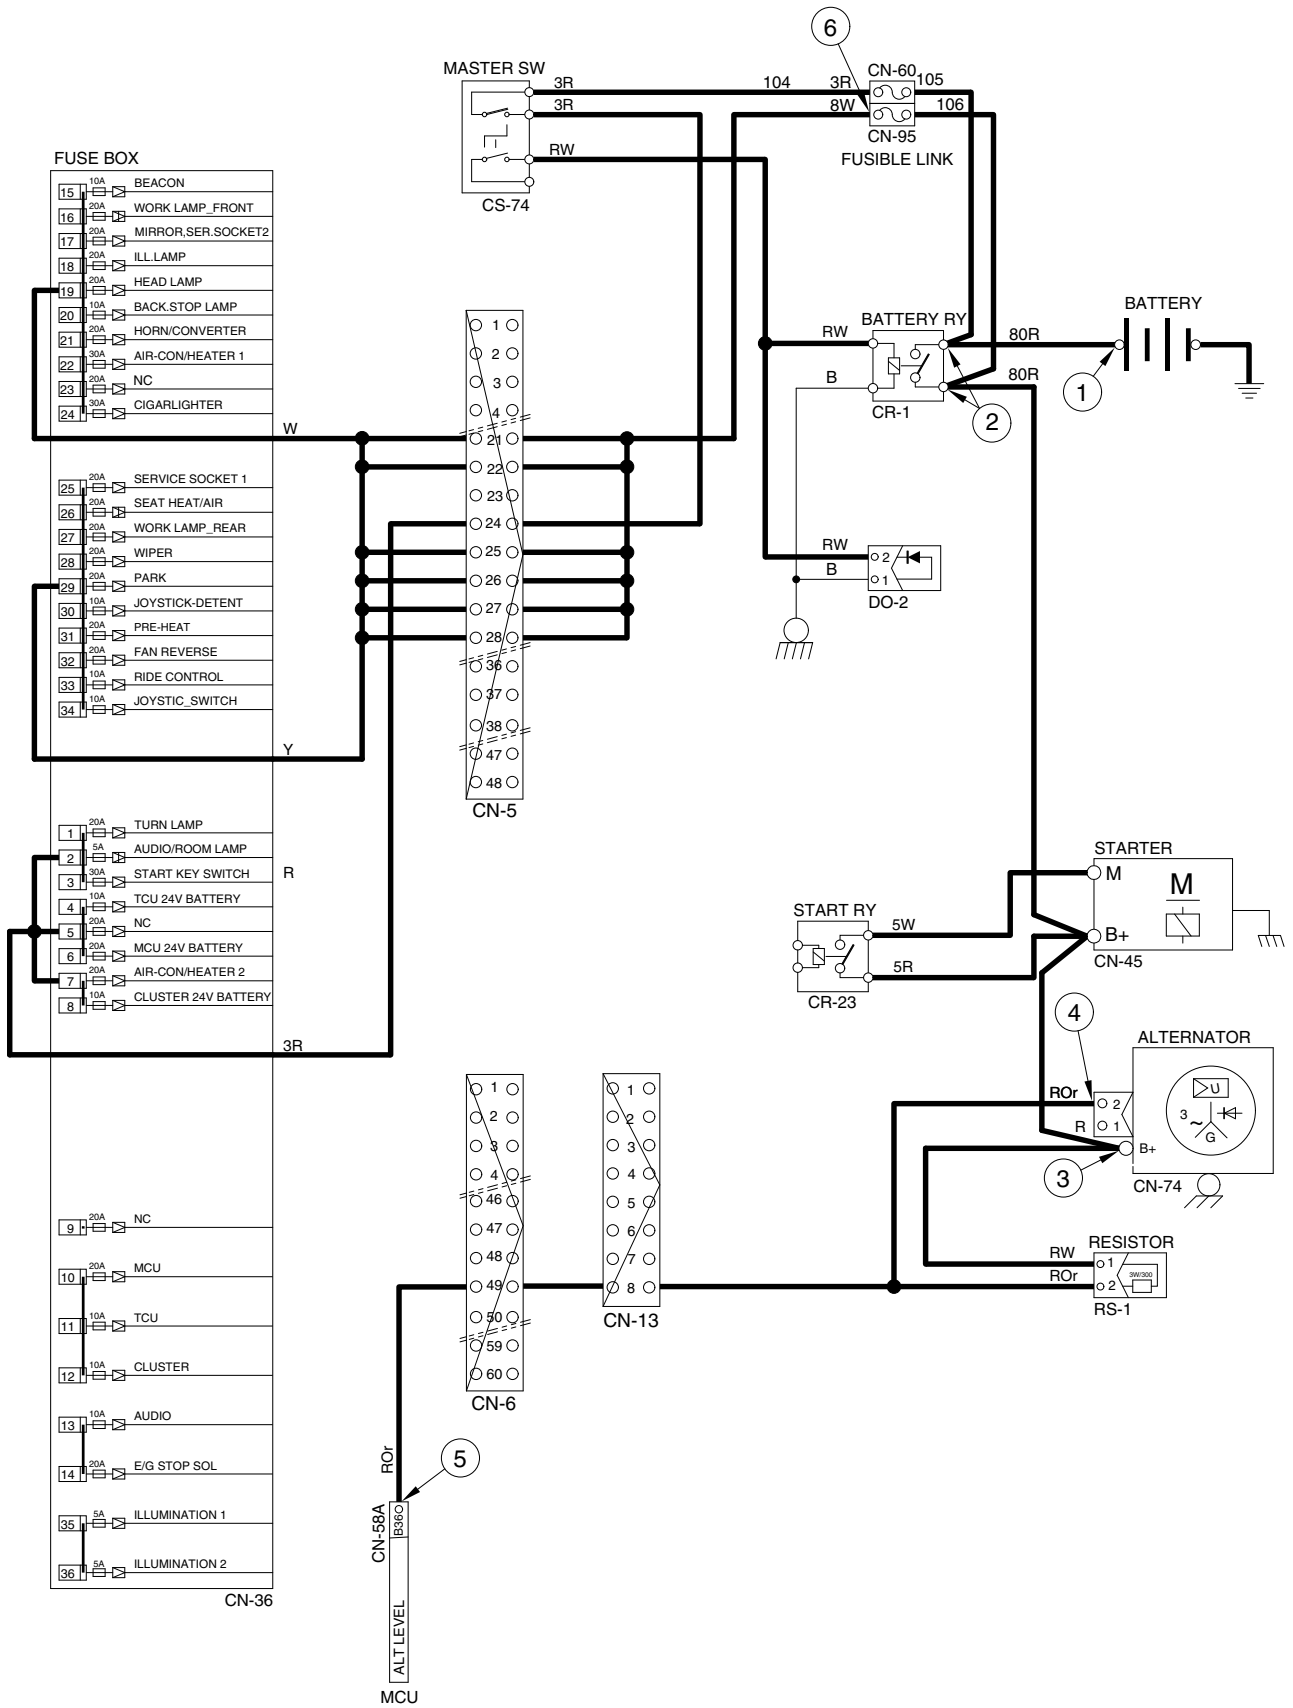 6
MASTER SW
3R
3R
RW
CS-74
104
3R
8W
CN-60
105
106
CN-95
FUSIBLE LINK
FUSE BOX
15 10A BEACON
16 20A WORK LAMP_FRONT
17 20A MIRROR,SER.SOCKET2
18 20A ILL.LAMP
19 20A HEAD LAMP
20 10A BACK.STOP LAMP
21 20A HORN/CONVERTER
22 30A AIR-CON/HEATER 1
23 20A NC
24 30A CIGARLIGHTER
W
25 20A SERVICE SOCKET 1
26 20A SEAT HEAT/AIR
27 20A WORK LAMP_REAR
28 20A WIPER
29 20A PARK
30 10A JOYSTICK-DETENT
31 20A PRE-HEAT
32 20A FAN REVERSE
33 10A RIDE CONTROL
34 10A JOYSTIC_SWITCH
Y
1 20A TURN LAMP
2 5A AUDIO/ROOM LAMP
3 30A START KEY SWITCH
R
4 10A TCU 24V BATTERY
5 20A NC
6 20A MCU 24V BATTERY
7 20A AIR-CON/HEATER 2
8 10A CLUSTER 24V BATTERY
3R
9 20A NC
10 20A MCU
11 10A TCU
12 10A CLUSTER
13 10A AUDIO
14 20A E/G STOP SOL
35 5A ILLUMINATION 1
36 5A ILLUMINATION 2
CN-36
1
2
3
4
21
22
23
24
25
26
27
28
36
37
38
47
48
CN-5
BATTERY RY
RW
B
CR-1
80R
80R
2
BATTERY
1
RW
B
2
1
DO-2
STARTER
M
M
B+
CN-45
START RY
5W
5R
CR-23
4
ALTERNATOR
ROr
2
R
1
U
3
~
G
B+
3
CN-74
RESISTOR
RW
1
ROr
2
3W/300
RS-1
1
2
3
4
46
47
48
49
50
59
60
CN-6
1
2
3
4
5
6
7
8
CN-13
ROr
5
CN-58A
B36
ALT LEVEL
MCU